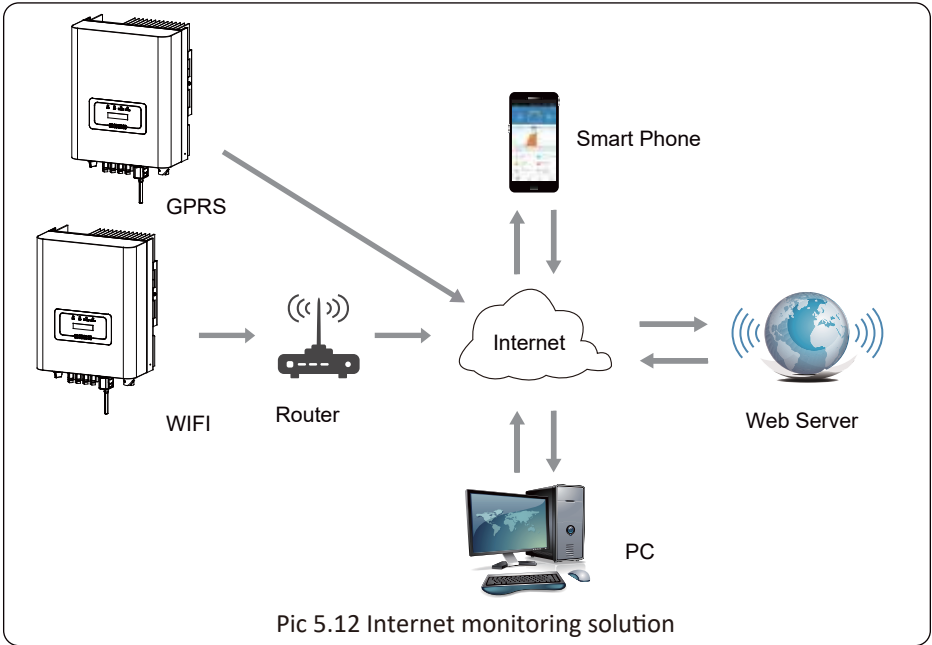 Smart Phone
GPRS
Internet
WIFI
Router
Web Server
PC
Pic 5.12 Internet monitoring solution